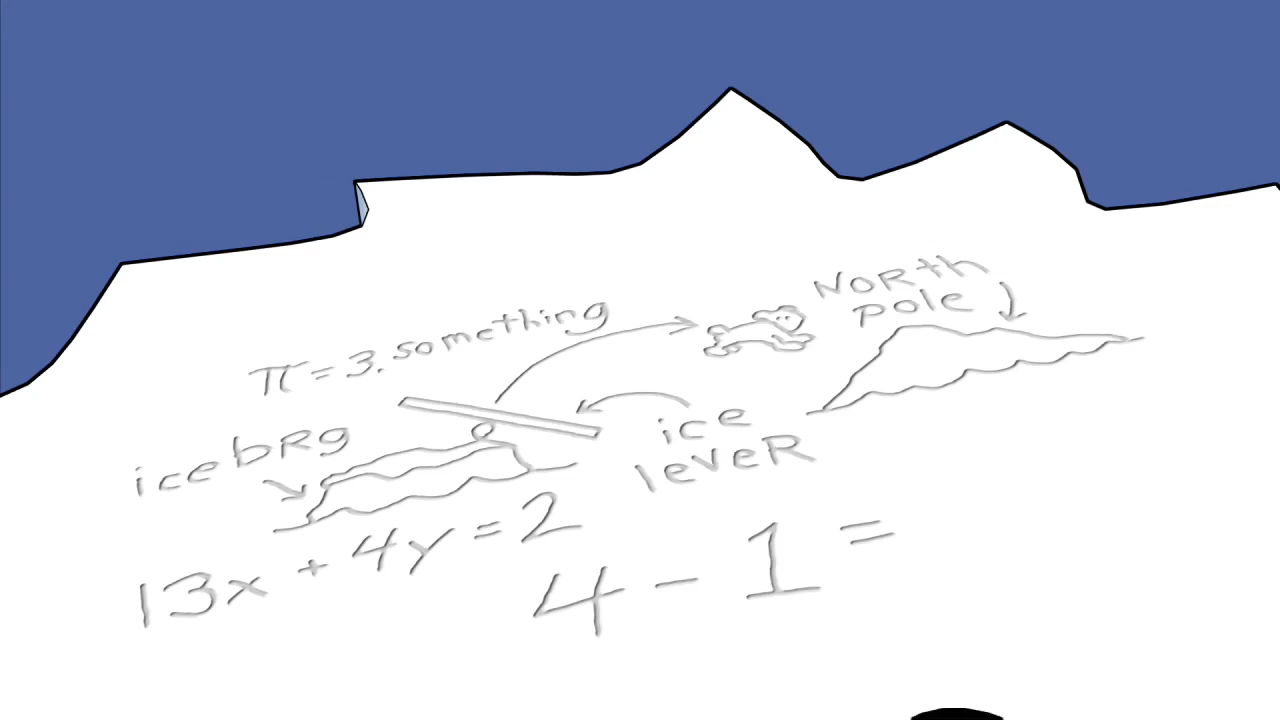 π=3.something
NORth
pole
icebRg
ice
leveR
13x + 4y = 2
4 - 1 =